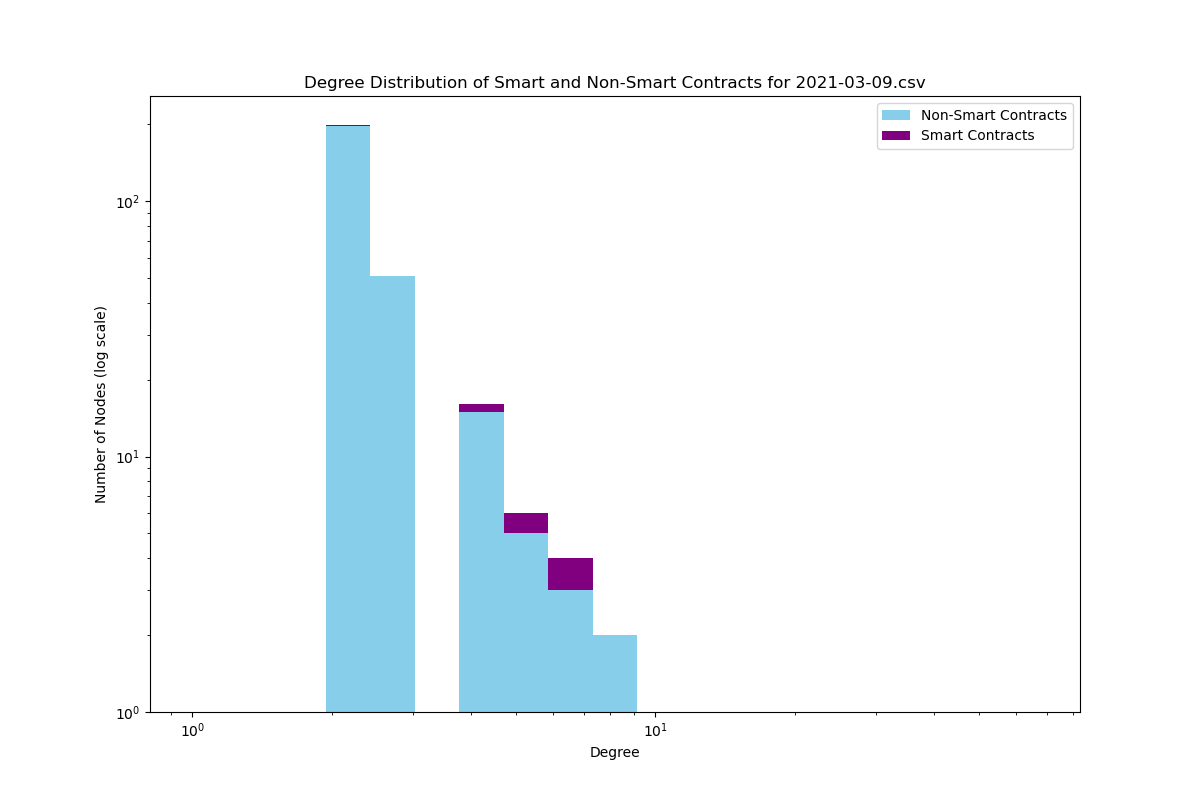 Degree Distribution of Smart and Non-Smart Contracts for 2021-03-09.csv
Non-Smart Contracts
Smart Contracts
Number of Nodes (log scale)
10²
10¹
10⁰
10⁰ 10¹
Degree